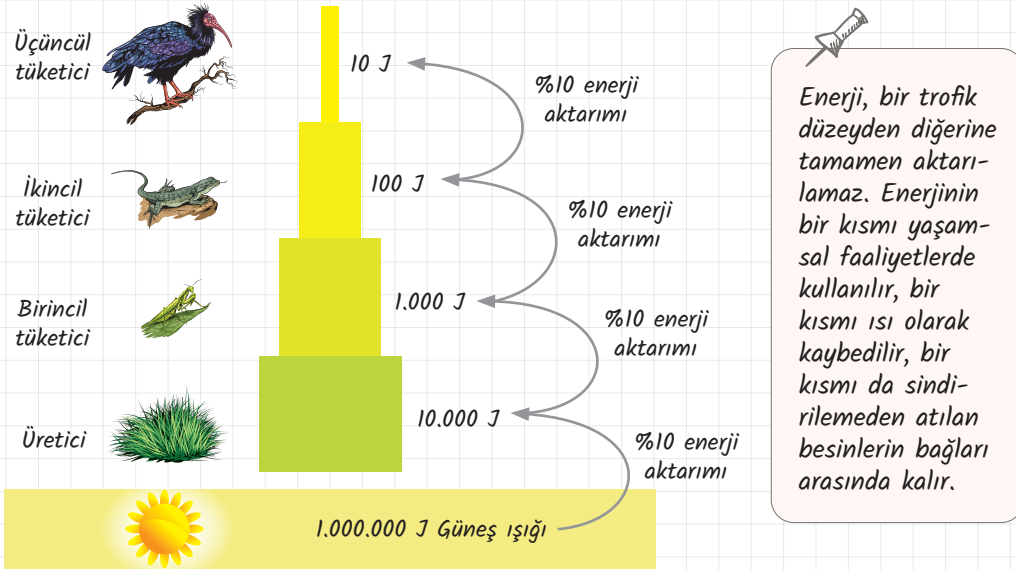 Üçüncül
tüketici
10 J
%10 enerji
aktarımı
İkincil
tüketici
100 J
%10 enerji
aktarımı
Birincil
tüketici
1.000 J
%10 enerji
aktarımı
Üretici
10.000 J
%10 enerji
aktarımı
1.000.000 J Güneş ışığı
Enerji, bir trofik
düzeyden diğerine
tamamen aktarı-
lamaz. Enerjinin
bir kısmı yaşam-
sal faaliyetlerde
kullanılır, bir
kısmı ısı olarak
kaybedilir, bir
kısmı da sindi-
rilemeden atılan
besinlerin bağları
arasında kalır.